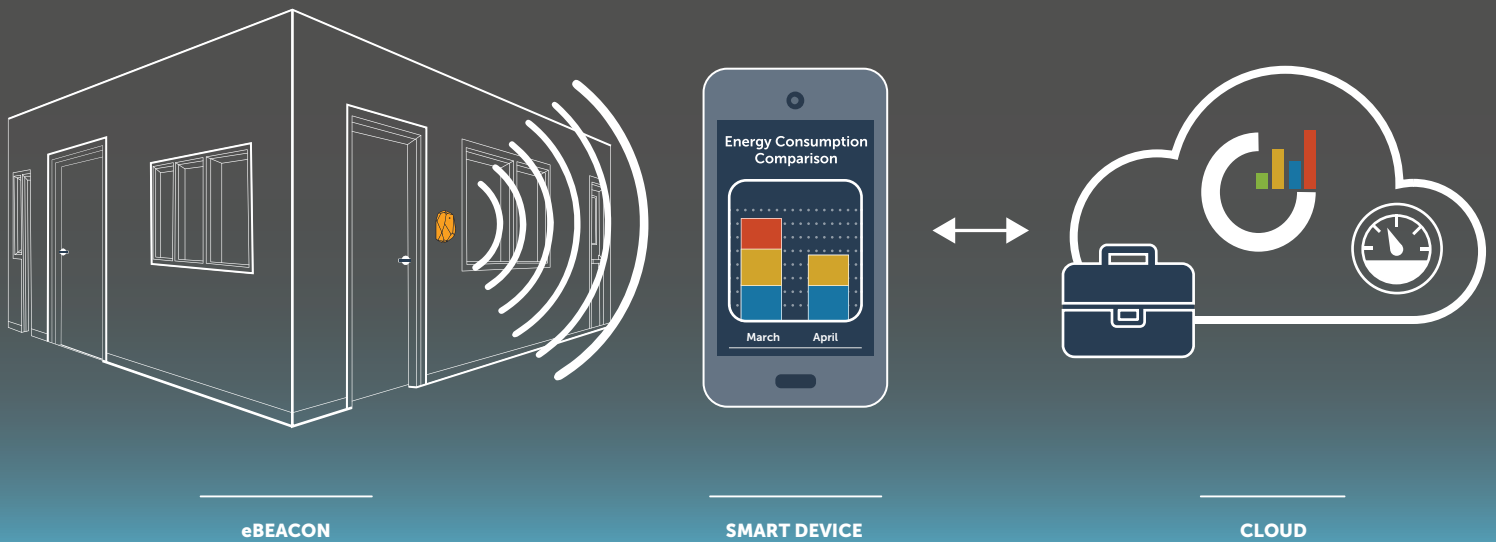 Energy Consumption
Comparison
March April
eBEACON
SMART DEVICE
CLOUD